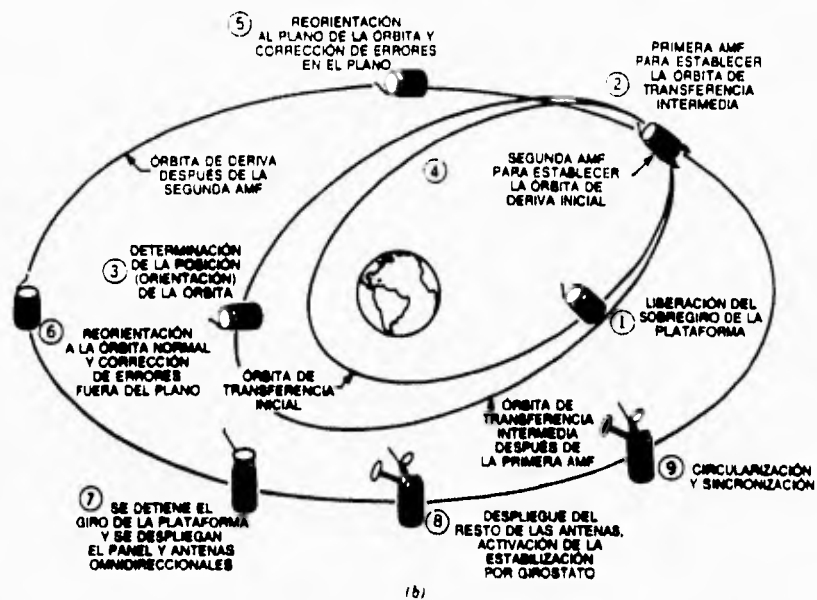 5
REORIENTACIÓN
AL PLANO DE LA ÓRBITA Y
CORRECCIÓN DE ERRORES
EN EL PLANO
2
PRIMERA AMF
PARA ESTABLECER
LA ÓRBITA DE
TRANSFERENCIA
INTERMEDIA
ÓRBITA DE DERIVA
DESPUÉS DE LA
SEGUNDA AMF
4
SEGUNDA AMF
PARA ESTABLECER
LA ÓRBITA DE
DERIVA INICIAL
3
DETERMINACIÓN
DE LA POSICIÓN
(ORIENTACIÓN)
DE LA ORBITA
1
LIBERACIÓN DEL
SOBREGIRO DE LA
PLATAFORMA
6
REORIENTACIÓN
A LA ÓRBITA NORMAL
Y CORRECCIÓN
DE ERRORES
FUERA DEL PLANO
ÓRBITA DE
TRANSFERENCIA
INICIAL
ÓRBITA DE
TRANSFERENCIA
INTERMEDIA
DESPUÉS DE
LA PRIMERA AMF
9
CIRCULARIZACIÓN
Y SINCRONIZACIÓN
7
SE DETIENE EL
GIRO DE LA PLATAFORMA
Y SE DESPLIEGAN
EL PANEL Y ANTENAS
OMNIDIRECCIONALES
8
DESPLIEGUE DEL
RESTO DE LAS ANTENAS,
ACTIVACIÓN DE LA
ESTABILIZACIÓN
POR GIROSTATO
(b)